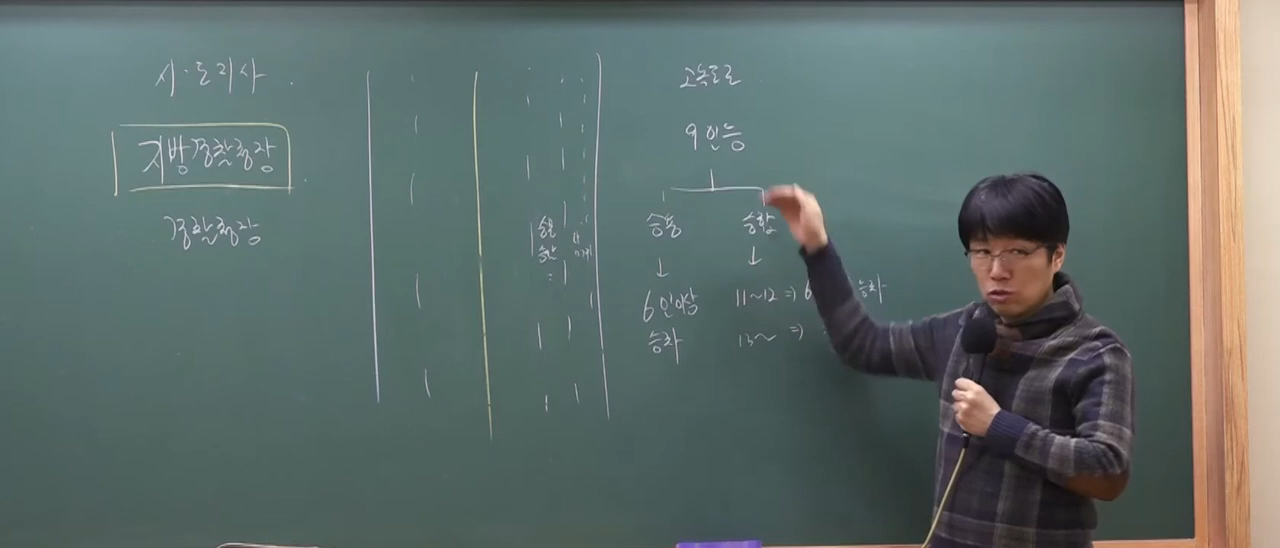 시·도지사
지방경찰청장
경찰청장
고속도로
9인승
승용 승합
↓ ↓
6인이상 11~12 => 6 승차
승차 13~ =>